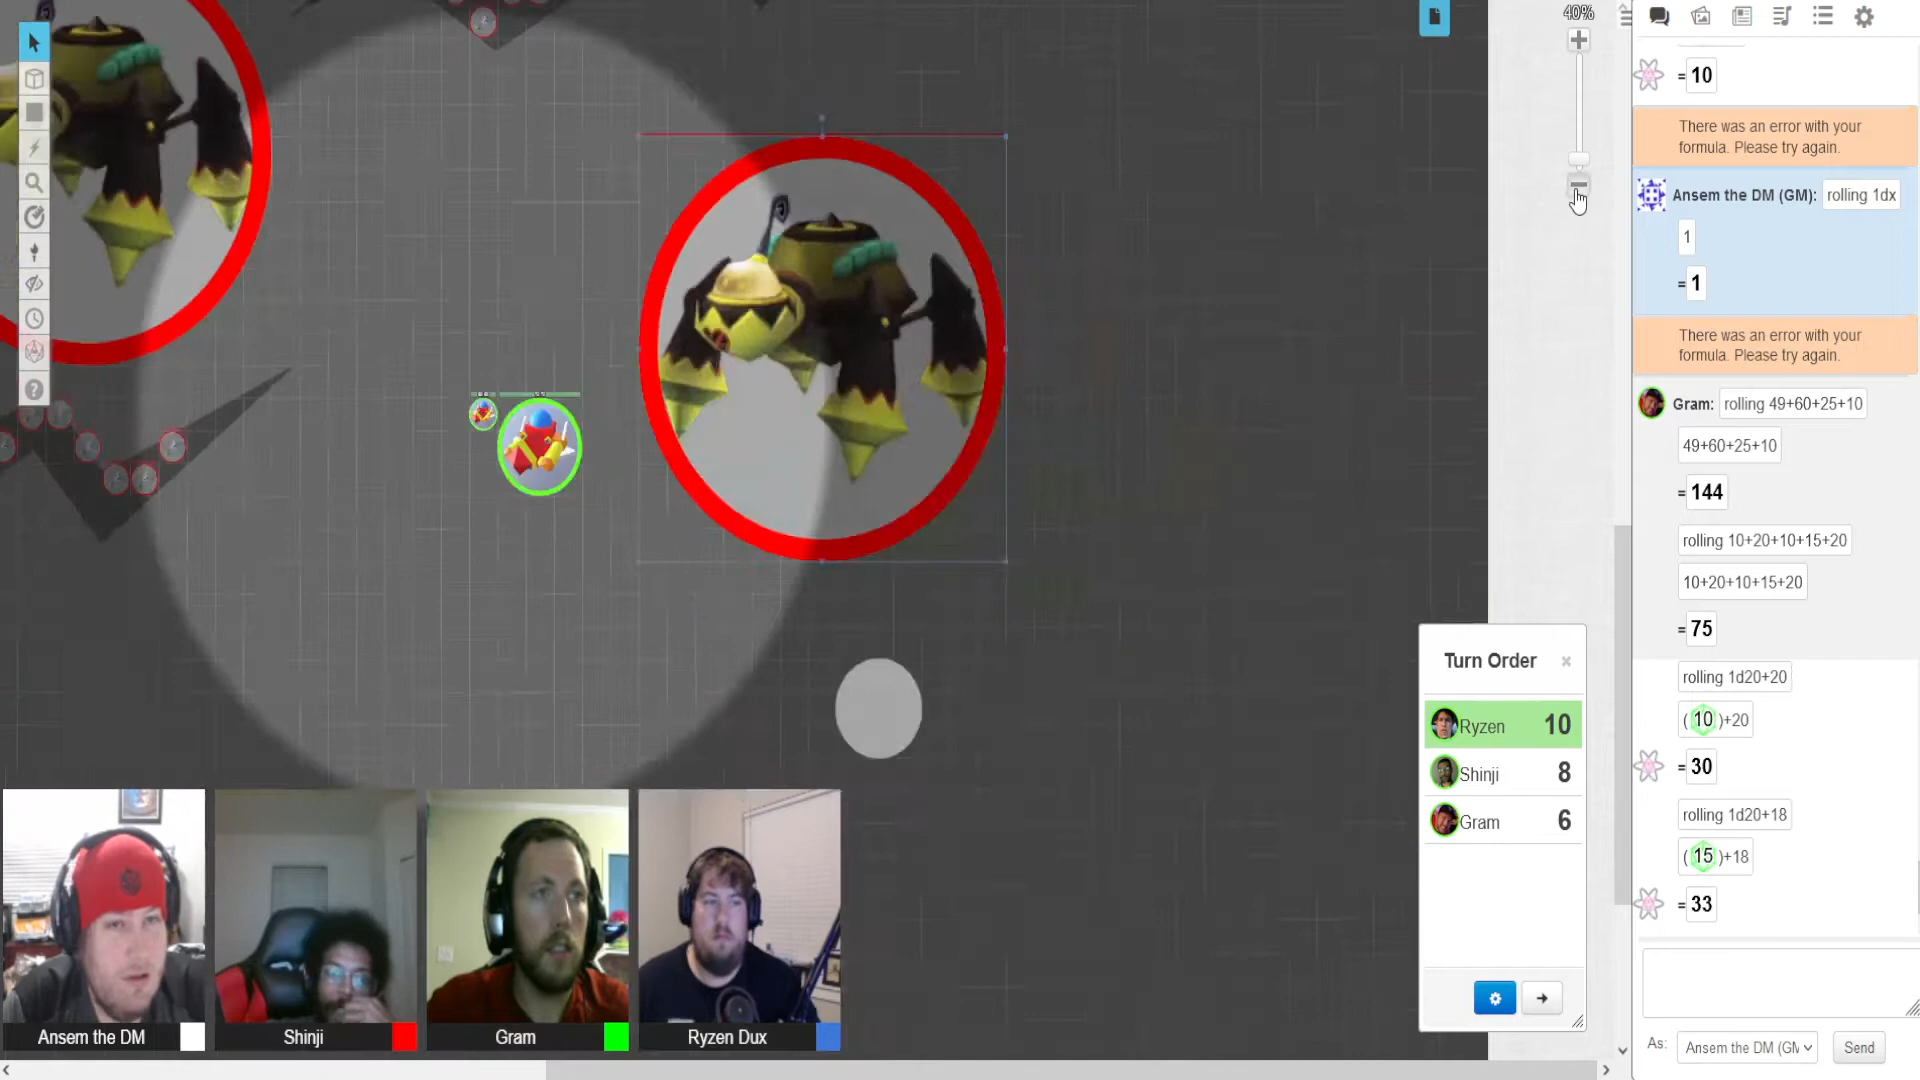 40%
= 10
There was an error with your
formula. Please try again.
Ansem the DM (GM): rolling 1dx
1
= 1
There was an error with your
formula. Please try again.
Gram: rolling 49+60+25+10
49+60+25+10
= 144
rolling 10+20+10+15+20
10+20+10+15+20
= 75
rolling 1d20+20
(10)+20
= 30
rolling 1d20+18
(15)+18
= 33
Turn Order ×
Ryzen 10
Shinji 8
Gram 6
Ansem the DM
Shinji
Gram
Ryzen Dux
As: Ansem the DM (GM
Send